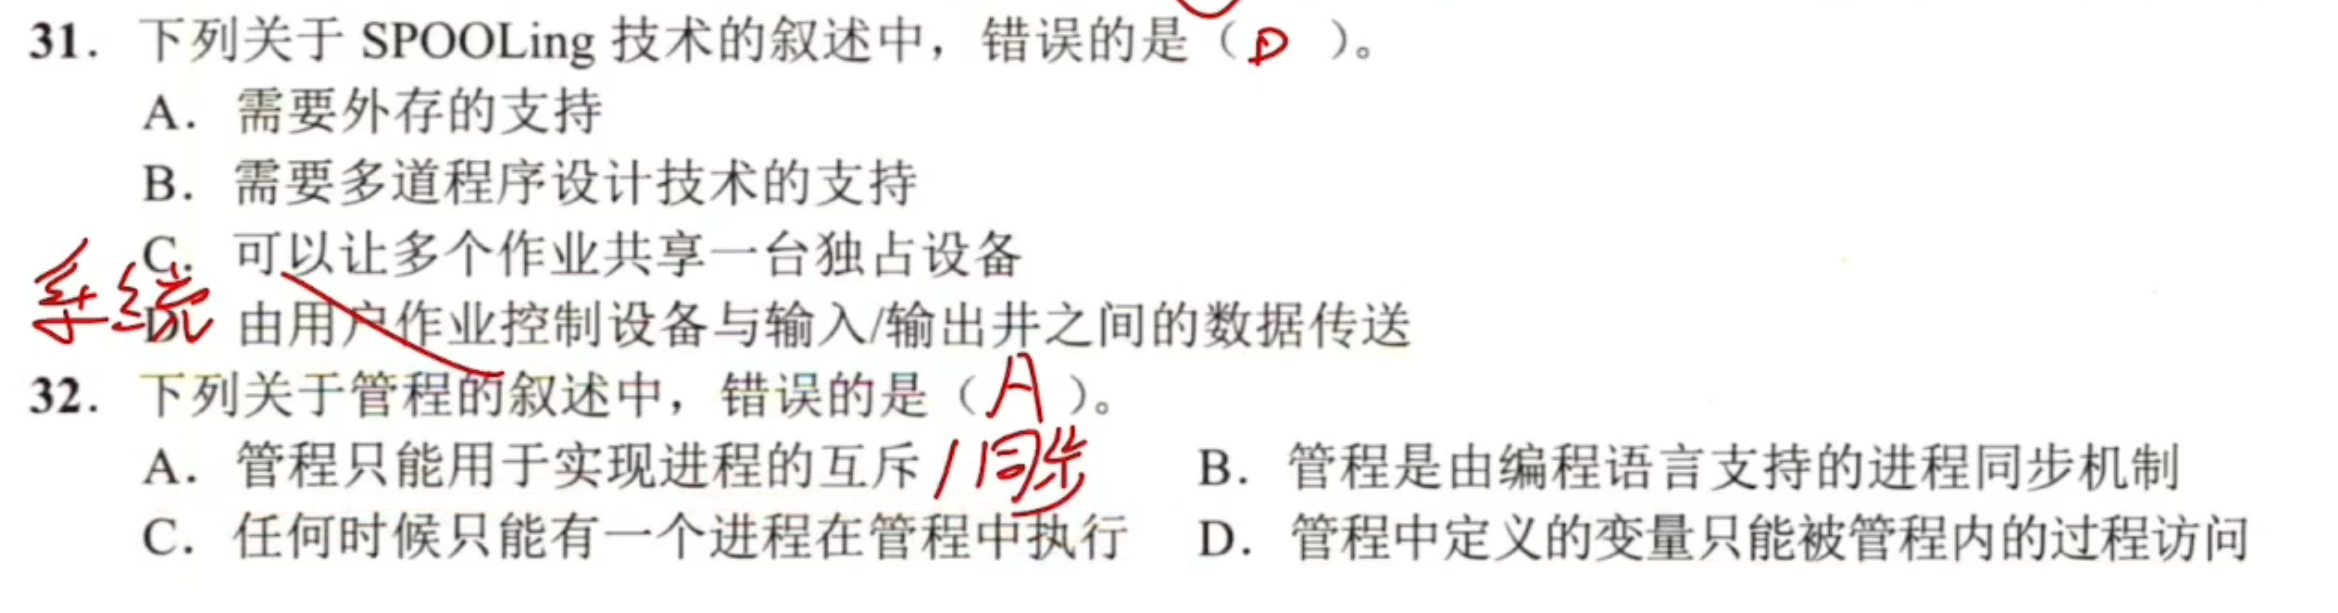 31. 下列关于 SPOOLing 技术的叙述中，错误的是（D）。
A. 需要外存的支持
B. 需要多道程序设计技术的支持
C. 可以让多个作业共享一台独占设备
系统
D. 由用户作业控制设备与输入/输出井之间的数据传送
32. 下列关于管程的叙述中，错误的是（A）。
A. 管程只能用于实现进程的互斥 /同步 B. 管程是由编程语言支持的进程同步机制
C. 任何时候只能有一个进程在管程中执行 D. 管程中定义的变量只能被管程内的过程访问